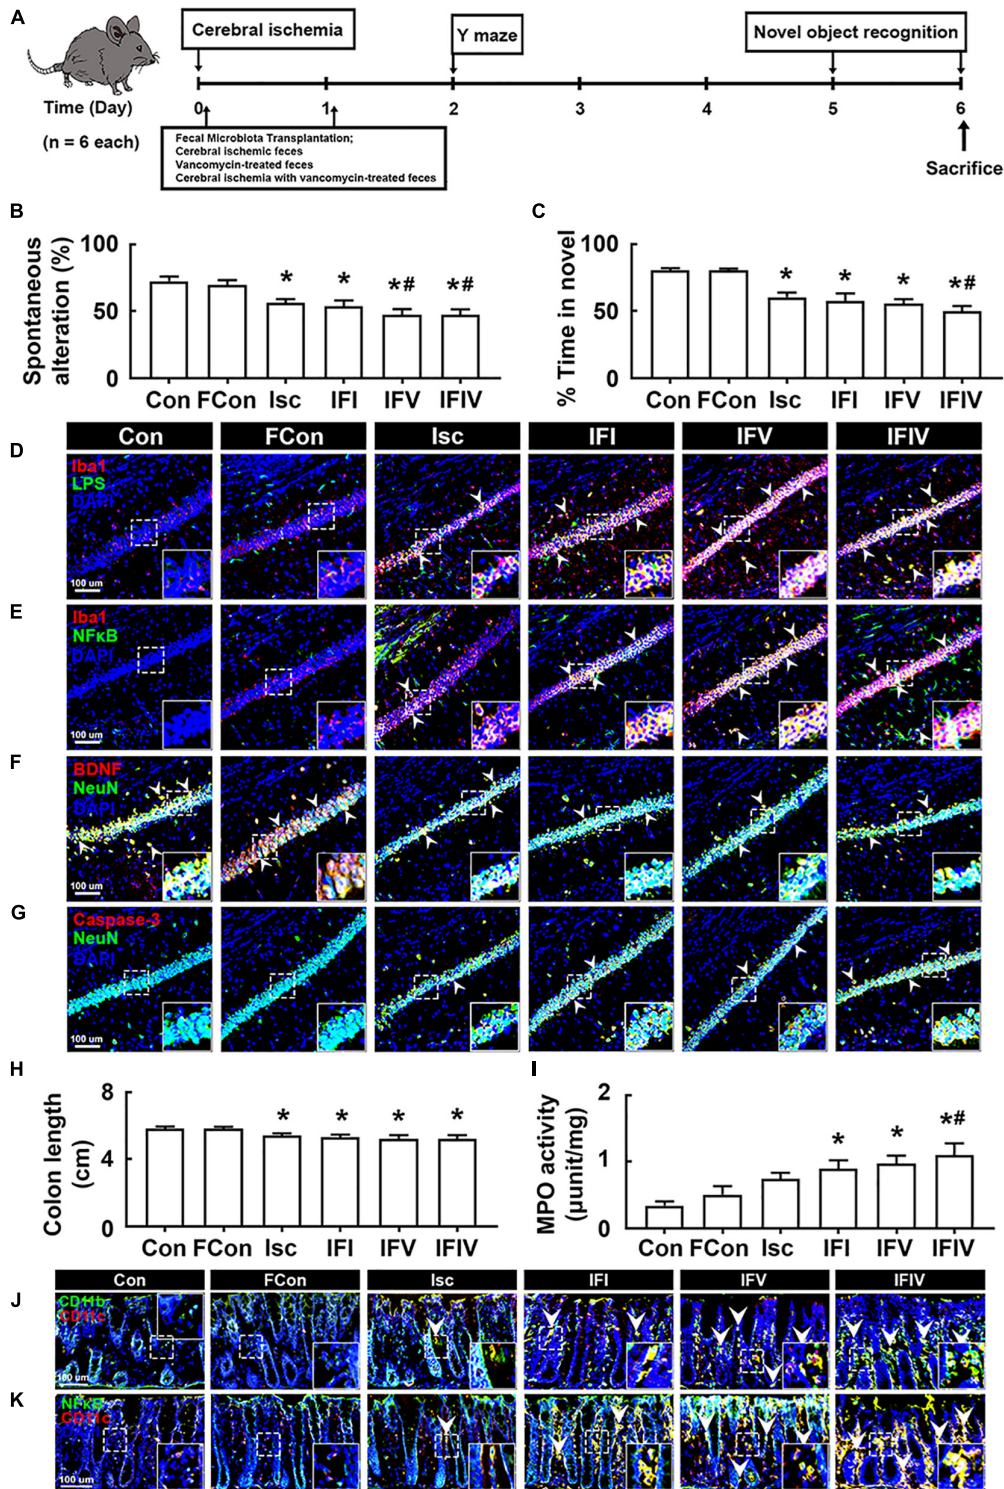 A
Cerebral ischemia
Y maze
Novel object recognition
Time (Day)
0 1 2 3 4 5 6
(n = 6 each)
Fecal Microbiota Transplantation;
Cerebral ischemic feces
Vancomycin-treated feces
Cerebral ischemia with vancomycin-treated feces
Sacrifice
B
Spontaneous
alteration (%)
100
50
0
* * *# *#
Con FCon Isc IFI IFV IFIV
C
% Time in novel
100
50
0
* * * *#
Con FCon Isc IFI IFV IFIV
Con FCon Isc IFI IFV IFIV
D
Iba1
LPS
DAPI
100 um
E
Iba1
NFκB
DAPI
100 um
F
BDNF
NeuN
DAPI
100 um
G
Caspase-3
NeuN
DAPI
100 um
H
Colon length
(cm)
8
4
0
* * * *
Con FCon Isc IFI IFV IFIV
I
MPO activity
(μunit/mg)
2
1
0
* * *#
Con FCon Isc IFI IFV IFIV
Con FCon Isc IFI IFV IFIV
J
CD11b
CD11c
100 um
K
NFκB
CD11c
100 um